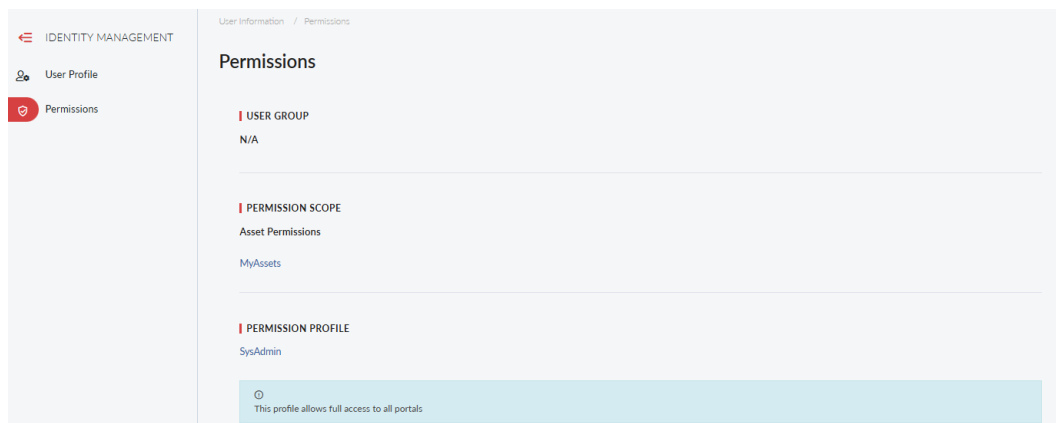 User Information / Permissions
IDENTITY MANAGEMENT
User Profile
Permissions
Permissions
USER GROUP
N/A
PERMISSION SCOPE
Asset Permissions
MyAssets
PERMISSION PROFILE
SysAdmin
This profile allows full access to all portals